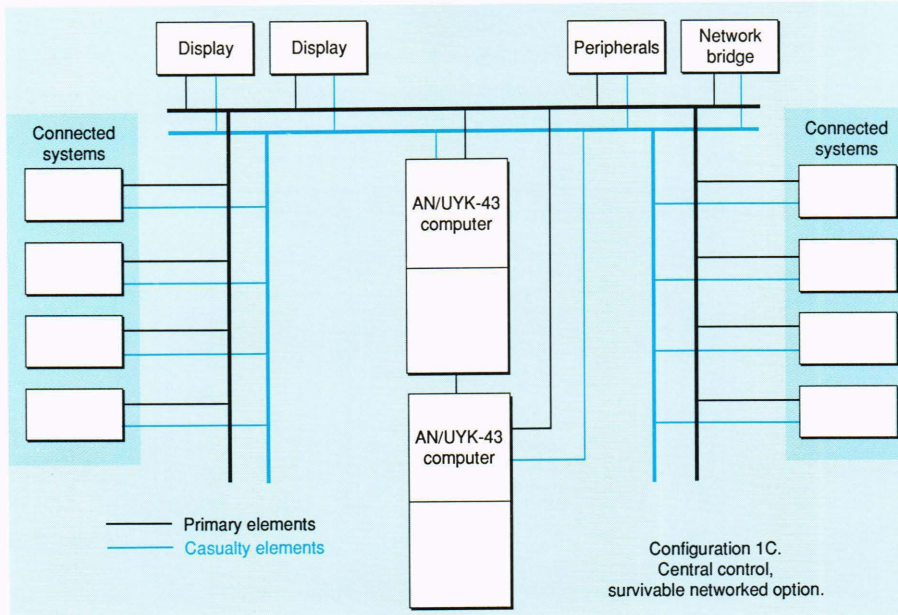 Display
Display
Peripherals
Network
bridge
Connected
systems
Connected
systems
AN/UYK-43
computer
AN/UYK-43
computer
Primary elements
Casualty elements
Configuration 1C.
Central control,
survivable networked option.